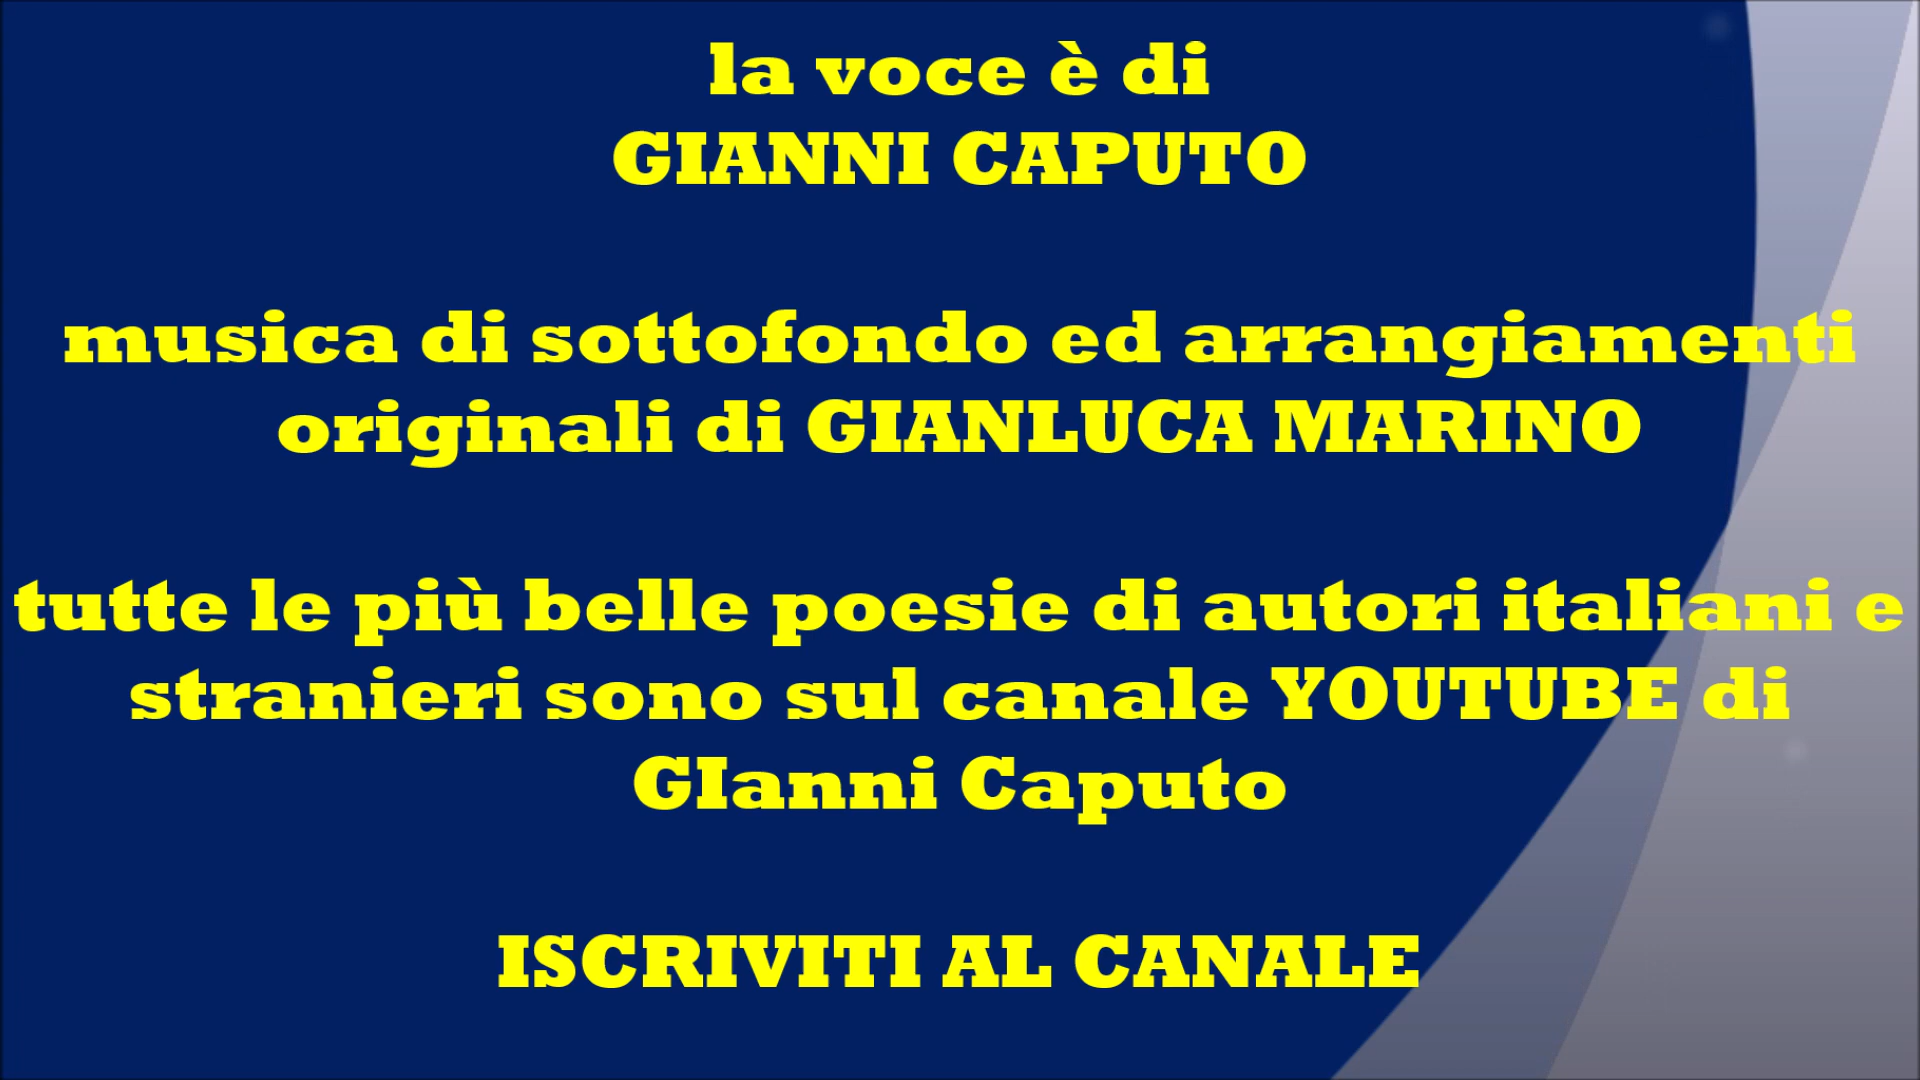 la voce è di
GIANNI CAPUTO
musica di sottofondo ed arrangiamenti
originali di GIANLUCA MARINO
tutte le più belle poesie di autori italiani e
stranieri sono sul canale YOUTUBE di
GIanni Caputo
ISCRIVITI AL CANALE